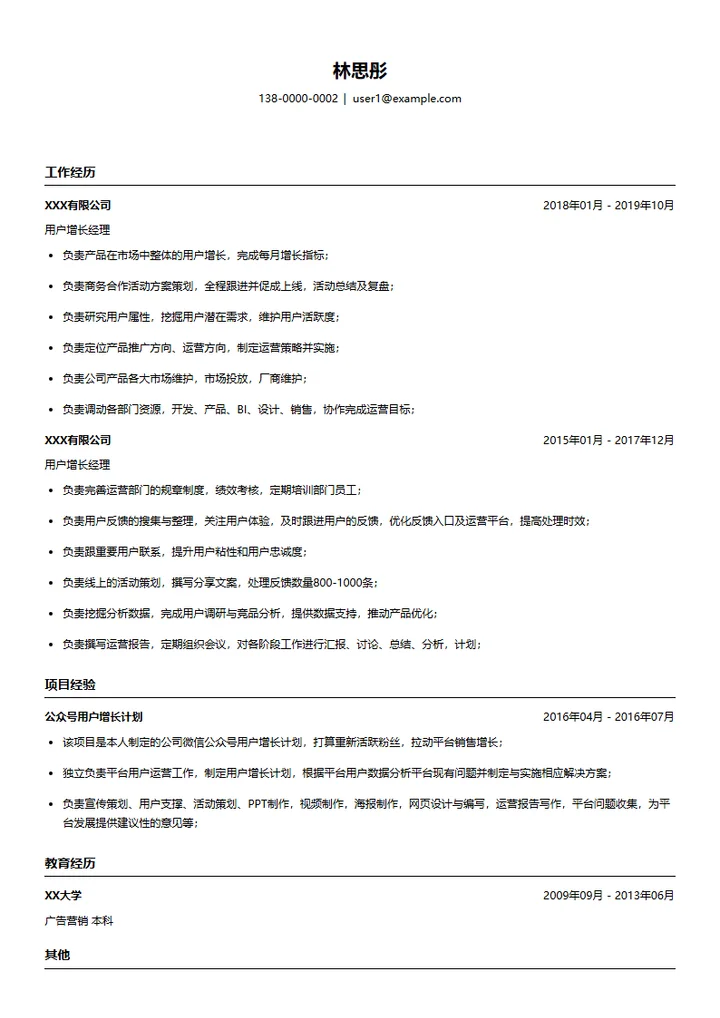 林思彤
138-0000-0002 | user1@example.com
工作经历
XXX有限公司 2018年01月 - 2019年10月
用户增长经理
• 负责产品在市场中整体的用户增长，完成每月增长指标；
• 负责商务合作活动方案策划，全程跟进并促成上线，活动总结及复盘；
• 负责研究用户属性，挖掘用户潜在需求，维护用户活跃度；
• 负责定位产品推广方向、运营方向，制定运营策略并实施；
• 负责公司产品各大市场维护，市场投放，厂商维护；
• 负责调动各部门资源，开发、产品、BI、设计、销售，协作完成运营目标；
XXX有限公司 2015年01月 - 2017年12月
用户增长经理
• 负责完善运营部门的规章制度，绩效考核，定期培训部门员工；
• 负责用户反馈的搜集与整理，关注用户体验，及时跟进用户的反馈，优化反馈入口及运营平台，提高处理时效；
• 负责跟重要用户联系，提升用户粘性和用户忠诚度；
• 负责线上的活动策划，撰写分享文案，处理反馈数量800-1000条；
• 负责挖掘分析数据，完成用户调研与竞品分析，提供数据支持，推动产品优化；
• 负责撰写运营报告，定期组织会议，对各阶段工作进行汇报、讨论、总结、分析，计划；
项目经验
公众号用户增长计划 2016年04月 - 2016年07月
• 该项目是本人制定的公司微信公众号用户增长计划，打算重新活跃粉丝，拉动平台销售增长；
• 独立负责平台用户运营工作，制定用户增长计划，根据平台用户数据分析平台现有问题并制定与实施相应解决方案；
• 负责宣传策划、用户支撑、活动策划、PPT制作，视频制作，海报制作，网页设计与编写，运营报告写作，平台问题收集，为平
台发展提供建议性的意见等；
教育经历
XX大学 2009年09月 - 2013年06月
广告营销 本科
其他